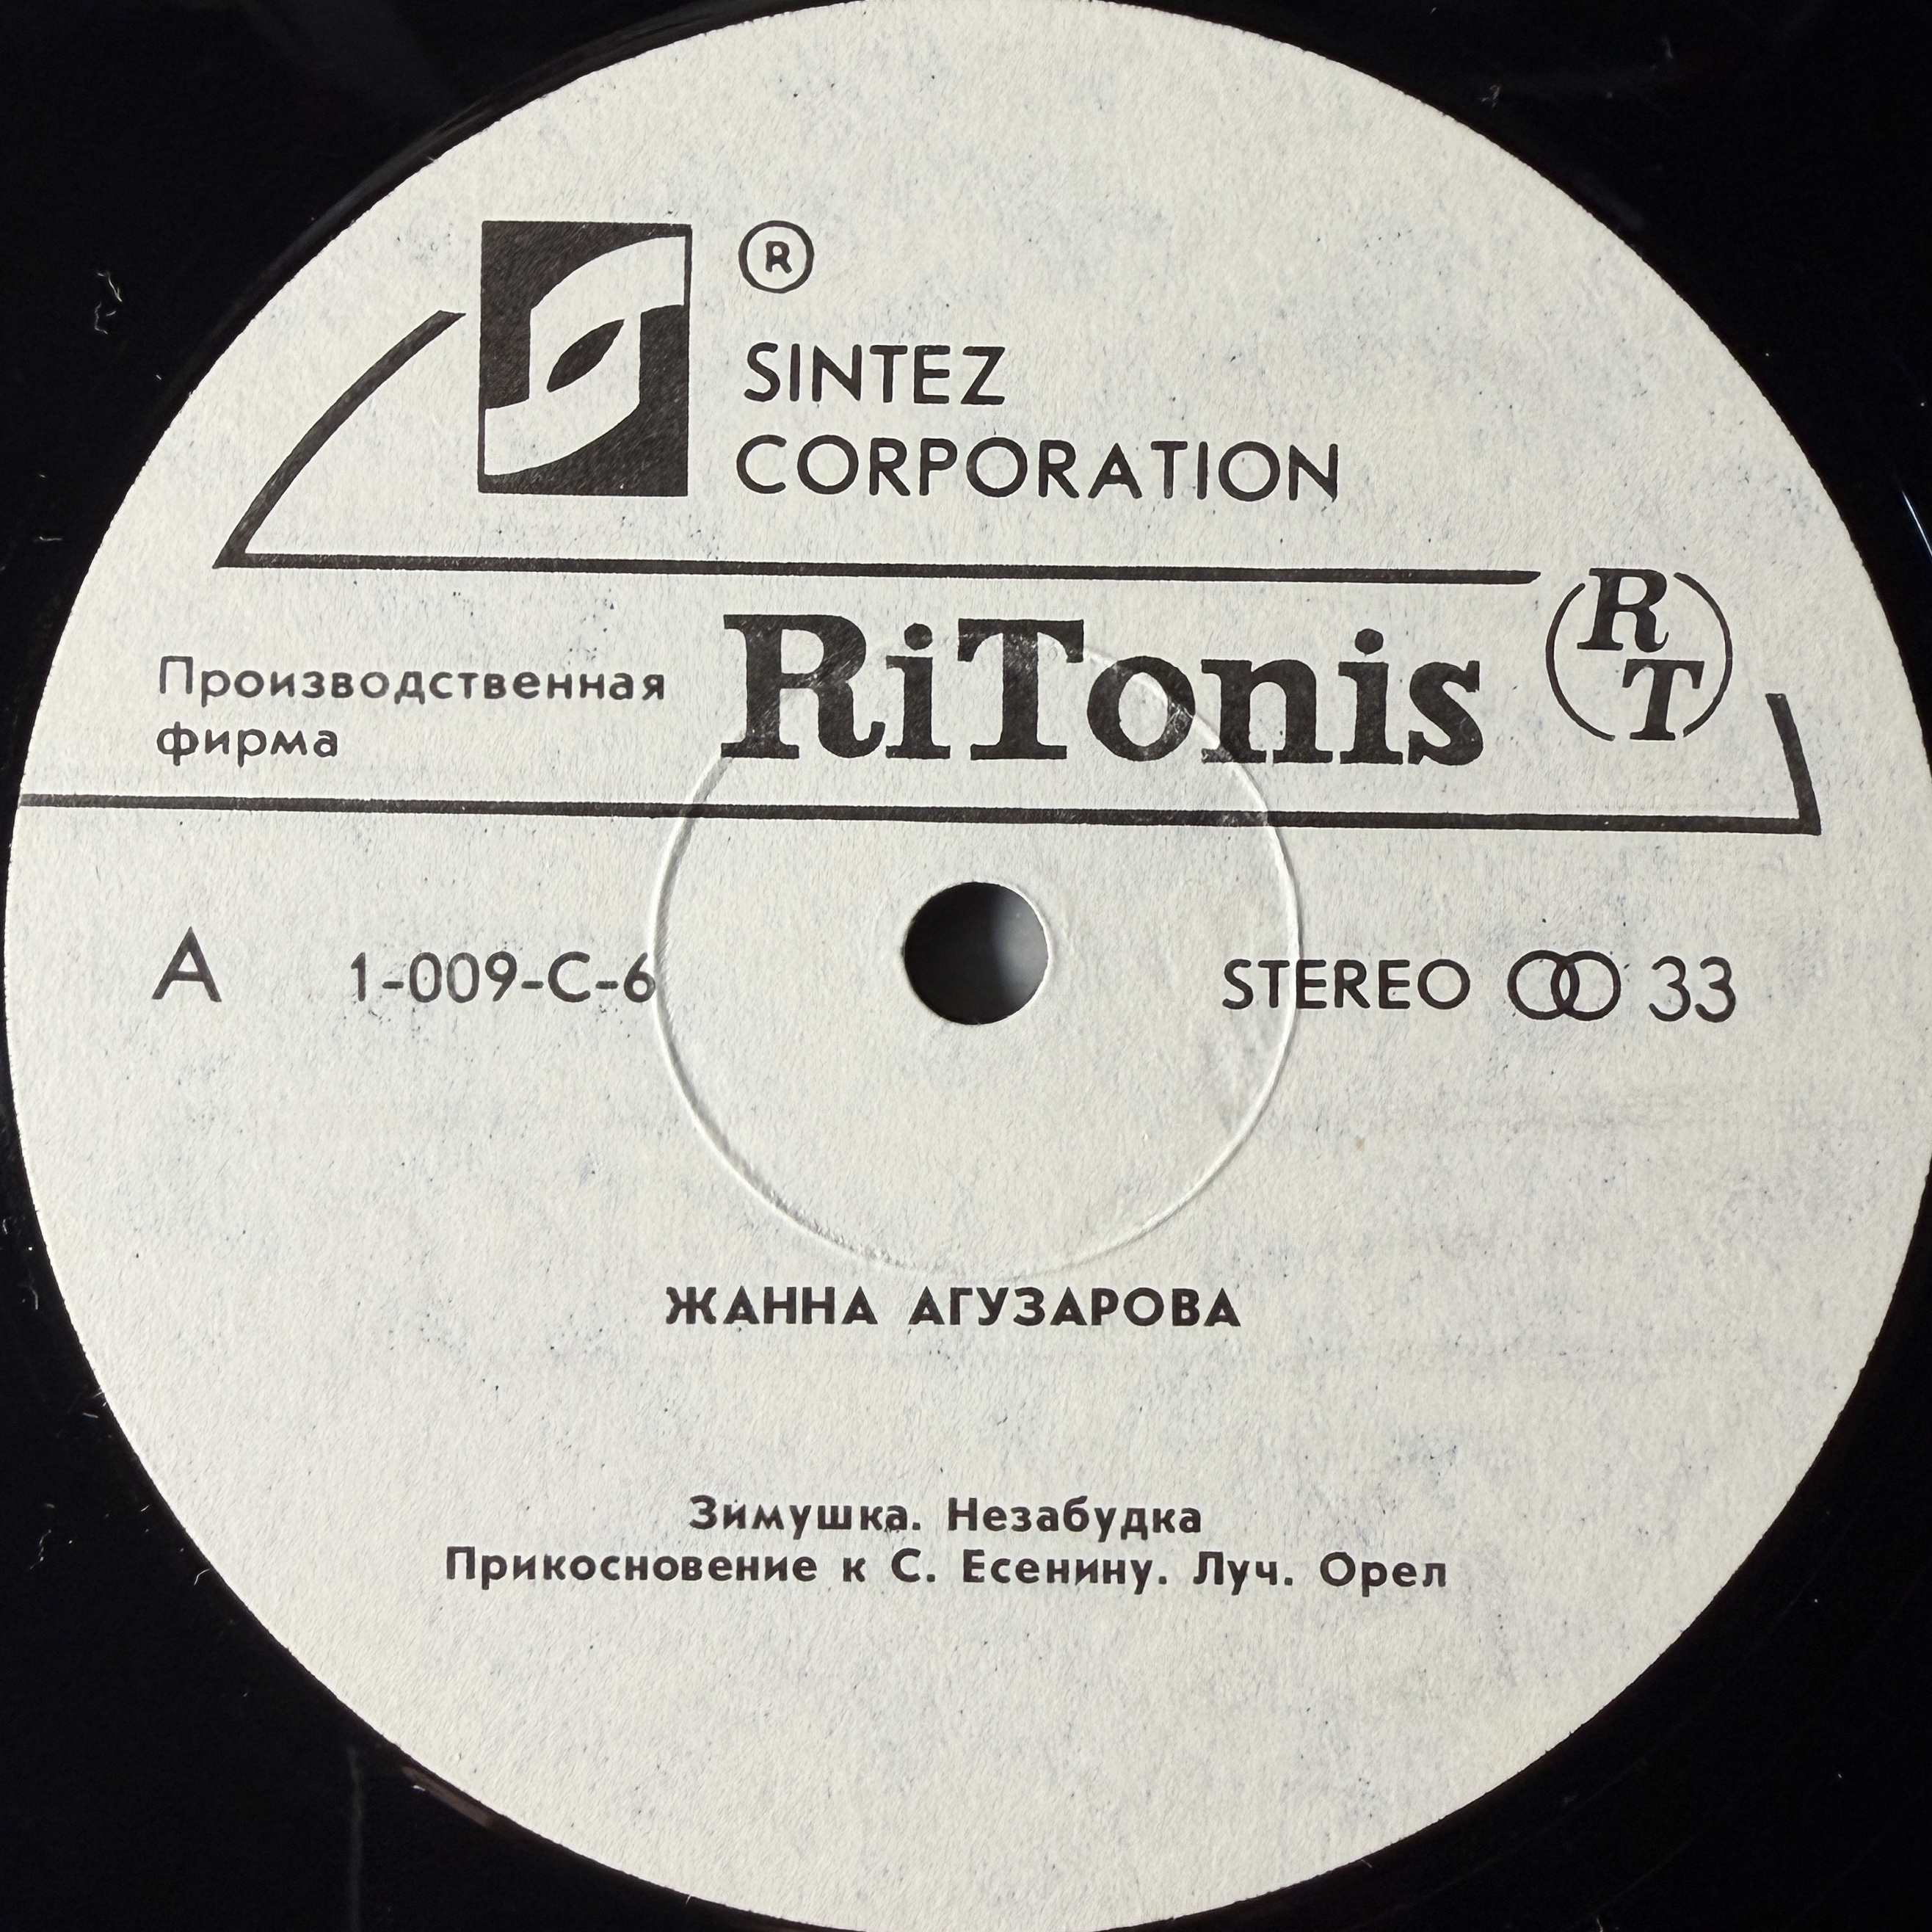 ®
SINTEZ
CORPORATION
Производственная
фирма
RiTonis
R
T
A 1-009-C-6
STEREO 33
ЖАННА АГУЗАРОВА
Зимушка. Незабудка
Прикосновение к С. Есенину. Луч. Орел